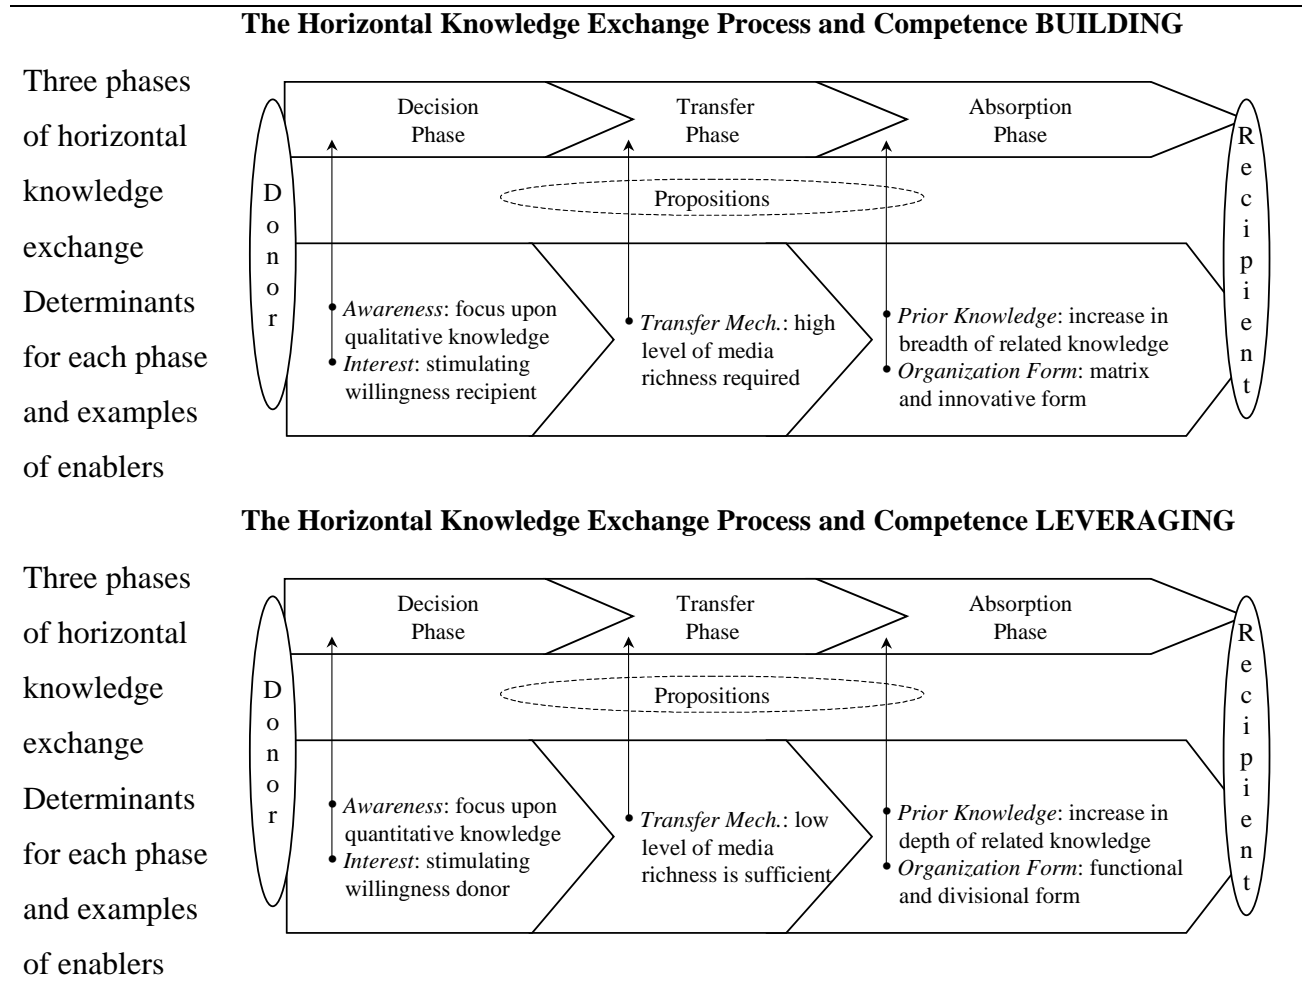 The Horizontal Knowledge Exchange Process and Competence BUILDING
Three phases
of horizontal
knowledge
exchange
Determinants
for each phase
and examples
of enablers
Donor
Decision
Phase
Transfer
Phase
Absorption
Phase
Propositions
Awareness: focus upon
qualitative knowledge
Interest: stimulating
willingness recipient
Transfer Mech.: high
level of media
richness required
Prior Knowledge: increase in
breadth of related knowledge
Organization Form: matrix
and innovative form
Recipient
The Horizontal Knowledge Exchange Process and Competence LEVERAGING
Three phases
of horizontal
knowledge
exchange
Determinants
for each phase
and examples
of enablers
Donor
Decision
Phase
Transfer
Phase
Absorption
Phase
Propositions
Awareness: focus upon
quantitative knowledge
Interest: stimulating
willingness donor
Transfer Mech.: low
level of media
richness is sufficient
Prior Knowledge: increase in
depth of related knowledge
Organization Form: functional
and divisional form
Recipient